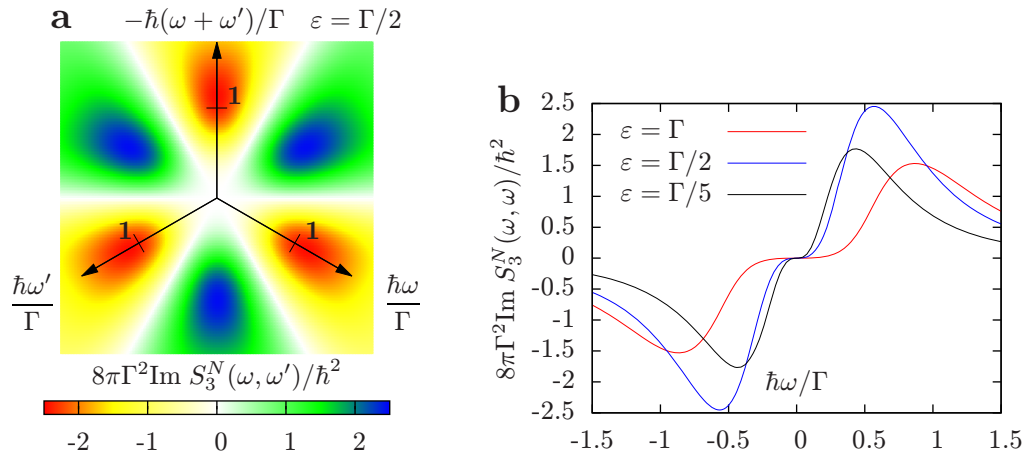 a
−ħ(ω + ω′)/Γ ε = Γ/2
1
1
1
ħω′/Γ
ħω/Γ
8πΓ²Im S₃ᴺ(ω, ω′)/ħ²
-2 -1 0 1 2
b
8πΓ²Im S₃ᴺ(ω, ω)/ħ²
2.5
2
1.5
1
0.5
0
-0.5
-1
-1.5
-2
-2.5
ε = Γ
ε = Γ/2
ε = Γ/5
ħω/Γ
-1.5 -1 -0.5 0 0.5 1 1.5